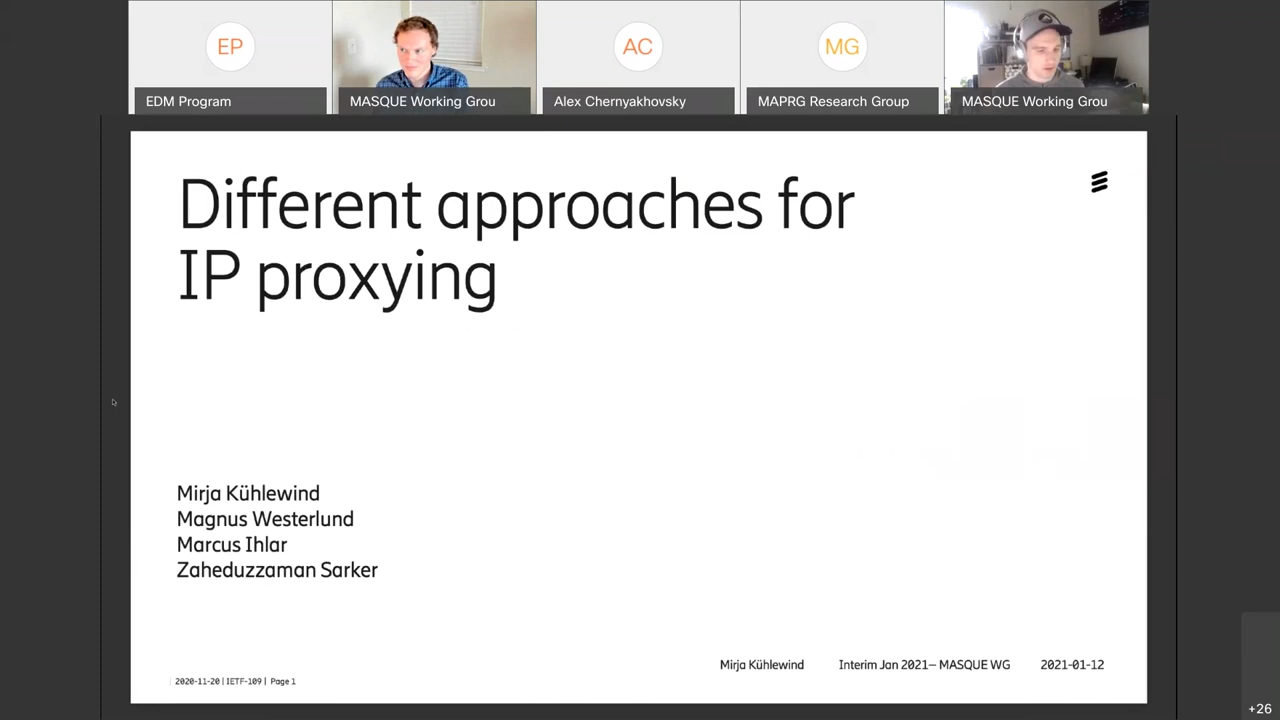 EP
AC
MG
EDM Program
MASQUE Working Grou
Alex Chernyakhovsky
MAPRG Research Group
MASQUE Working Grou
Different approaches for
IP proxying
Mirja Kühlewind
Magnus Westerlund
Marcus Ihlar
Zaheduzzaman Sarker
Mirja Kühlewind Interim Jan 2021– MASQUE WG 2021-01-12
2020-11-20 | IETF-109 | Page 1
+26